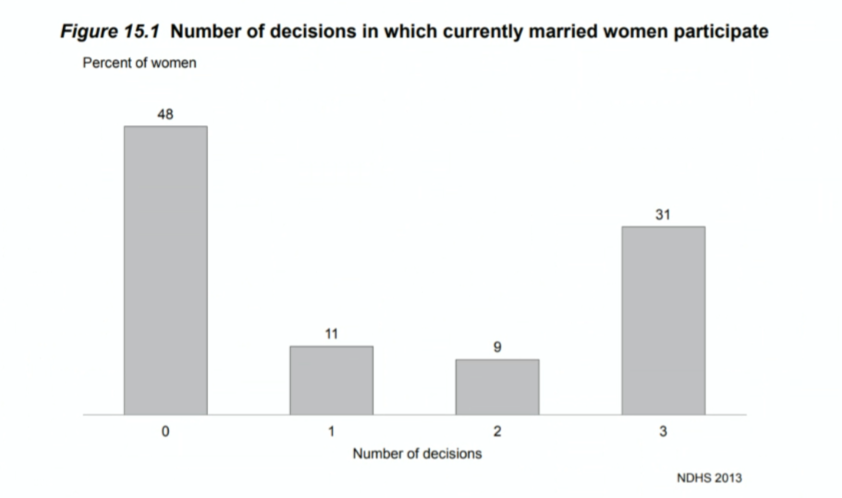 Figure 15.1 Number of decisions in which currently married women participate
Percent of women
48
11
9
31
0 1 2 3
Number of decisions
NDHS 2013